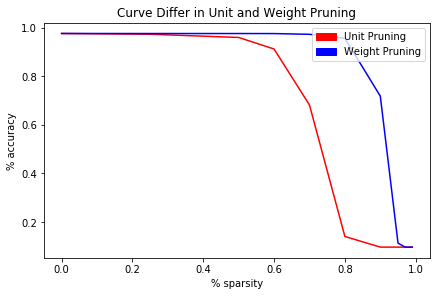 Curve Differ in Unit and Weight Pruning
Unit Pruning
Weight Pruning
1.0
0.8
0.6
0.4
0.2
% accuracy
0.0 0.2 0.4 0.6 0.8 1.0
% sparsity